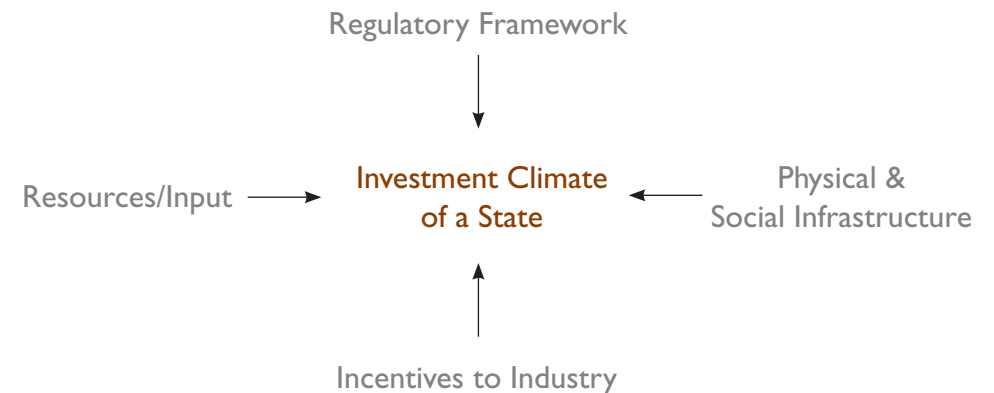 Regulatory Framework
Resources/Input
Investment Climate
of a State
Physical &
Social Infrastructure
Incentives to Industry